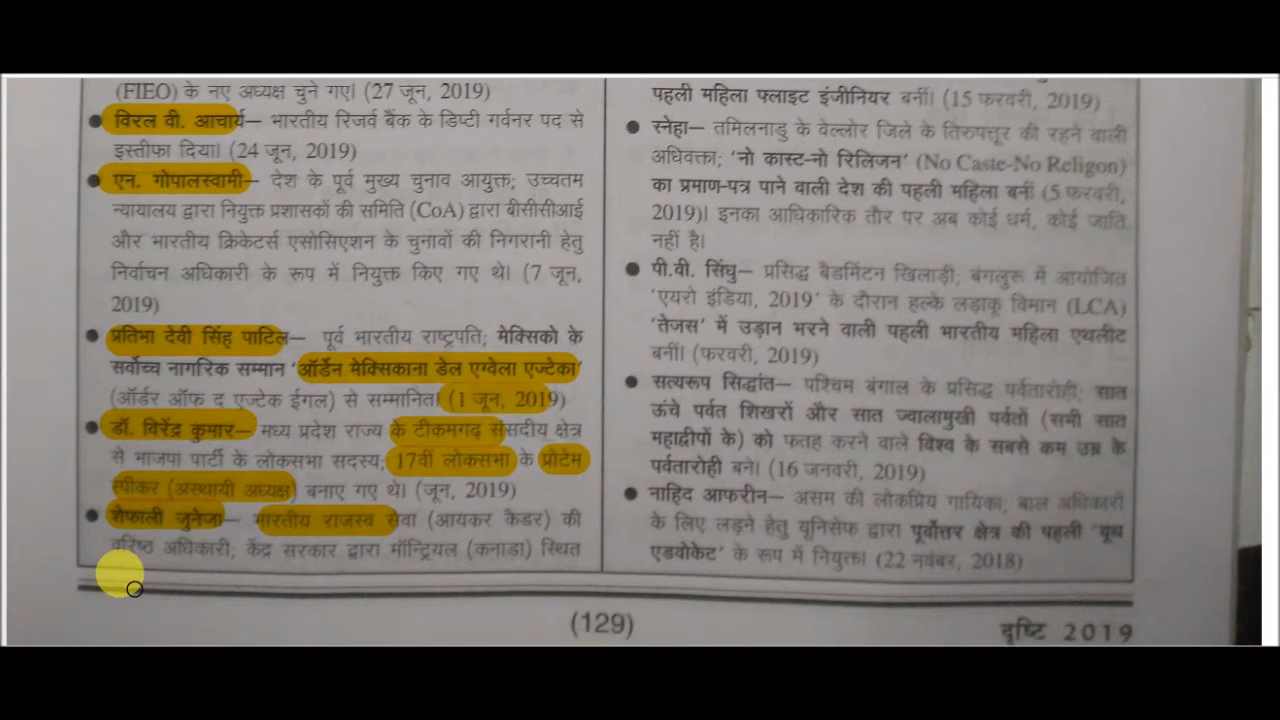 (FIEO) के नए अध्यक्ष चुने गए। (27 जून, 2019)
● विरल वी. आचार्य– भारतीय रिजर्व बैंक के डिप्टी गर्वनर पद से
इस्तीफा दिया। (24 जून, 2019)
● एन. गोपालस्वामी– देश के पूर्व मुख्य चुनाव आयुक्त; उच्चतम
न्यायालय द्वारा नियुक्त प्रशासकों की समिति (CoA) द्वारा बीसीसीआई
और भारतीय क्रिकेटर्स एसोसिएशन के चुनावों की निगरानी हेतु
निर्वाचन अधिकारी के रूप में नियुक्त किए गए थे। (7 जून,
2019)
● प्रतिभा देवी सिंह पाटिल– पूर्व भारतीय राष्ट्रपति; मेक्सिको के
सर्वोच्च नागरिक सम्मान 'ऑर्डेन मेक्सिकाना डेल एग्वेला एज्टेका'
(ऑर्डर ऑफ द एज्टेक ईगल) से सम्मानित। (1 जून, 2019)
● डॉ. विरेंद्र कुमार– मध्य प्रदेश राज्य के टीकमगढ़ संसदीय क्षेत्र
से भाजपा पार्टी के लोकसभा सदस्य; 17वीं लोकसभा के प्रोटेम
स्पीकर (अस्थायी अध्यक्ष) बनाए गए थे। (जून, 2019)
● शेफाली जुनेजा– भारतीय राजस्व सेवा (आयकर कैडर) की
वरिष्ठ अधिकारी; केंद्र सरकार द्वारा मॉन्ट्रियल (कनाडा) स्थित
पहली महिला फ्लाइट इंजीनियर बनीं। (15 फरवरी, 2019)
● स्नेहा– तमिलनाडु के वेल्लोर जिले के तिरुपत्तूर की रहने वाली
अधिवक्ता; 'नो कास्ट-नो रिलिजन' (No Caste-No Religon)
का प्रमाण-पत्र पाने वाली देश की पहली महिला बनीं (5 फरवरी,
2019)। इनका आधिकारिक तौर पर अब कोई धर्म, कोई जाति
नहीं है।
● पी.वी. सिंधु– प्रसिद्ध बैडमिंटन खिलाड़ी; बंगलुरू में आयोजित
'एयरो इंडिया, 2019' के दौरान हल्के लड़ाकू विमान (LCA)
'तेजस' में उड़ान भरने वाली पहली भारतीय महिला एथलीट
बनीं। (फरवरी, 2019)
● सत्यरूप सिद्धांत– पश्चिम बंगाल के प्रसिद्ध पर्वतारोही; सात
ऊंचे पर्वत शिखरों और सात ज्वालामुखी पर्वतों (सभी सात
महाद्वीपों के) को फतह करने वाले विश्व के सबसे कम उम्र के
पर्वतारोही बने। (16 जनवरी, 2019)
● नाहिद आफरीन– असम की लोकप्रिय गायिका; बाल अधिकारों
के लिए लड़ने हेतु यूनिसेफ द्वारा पूर्वोत्तर क्षेत्र की पहली 'यूथ
एडवोकेट' के रूप में नियुक्त। (22 नवंबर, 2018)
(129)
दृष्टि 2019